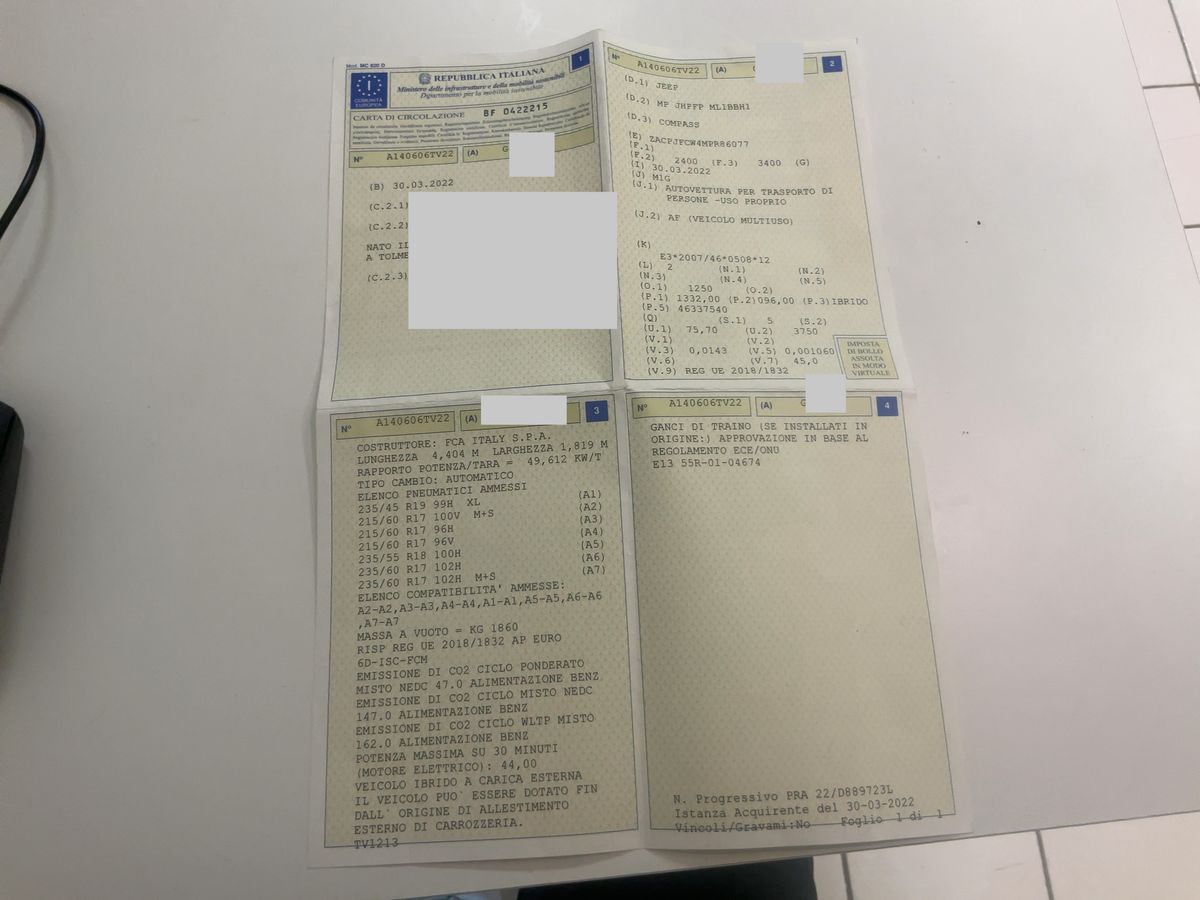 Mod. MC 820 D
1
COMUNITÀ
EUROPEA
I
REPUBBLICA ITALIANA
Ministero delle infrastrutture e della mobilità sostenibili
Dipartimento per la mobilità sostenibile
CARTA DI CIRCOLAZIONE BF 0422215
N° A140606TV22 (A) G
(B) 30.03.2022
(C.2.1)
(C.2.2)
NATO IL
A TOLME
(C.2.3)
N° A140606TV22 (A) 2
(D.1) JEEP
(D.2) MP JHPFP ML1BBH1
(D.3) COMPASS
(E) ZACPJFCW4MPR86077
(F.1)
(F.2) 2400 (F.3) 3400 (G)
(I) 30.03.2022
(J) M1G
(J.1) AUTOVETTURA PER TRASPORTO DI
PERSONE -USO PROPRIO
(J.2) AF (VEICOLO MULTIUSO)
(K)
E3*2007/46*0508*12
(L) 2 (N.1) (N.2)
(N.3) (N.4) (N.5)
(O.1) 1250 (O.2)
(P.1) 1332,00 (P.2)096,00 (P.3)IBRIDO
(P.5) 46337540
(Q) (S.1) 5 (S.2)
(U.1) 75,70 (U.2) 3750
(V.1) (V.2)
(V.3) 0,0143 (V.5) 0,001060
(V.6) (V.7) 45,0
(V.9) REG UE 2018/1832
IMPOSTA
DI BOLLO
ASSOLTA
IN MODO
VIRTUALE
N° A140606TV22 (A) 3
COSTRUTTORE: FCA ITALY S.P.A.
LUNGHEZZA 4,404 M LARGHEZZA 1,819 M
RAPPORTO POTENZA/TARA = 49,612 KW/T
TIPO CAMBIO: AUTOMATICO
ELENCO PNEUMATICI AMMESSI
235/45 R19 99H XL (A1)
215/60 R17 100V M+S (A2)
215/60 R17 96H (A3)
215/60 R17 96V (A4)
235/55 R18 100H (A5)
235/60 R17 102H (A6)
235/60 R17 102H M+S (A7)
ELENCO COMPATIBILITA' AMMESSE:
A2-A2,A3-A3,A4-A4,A1-A1,A5-A5,A6-A6
,A7-A7
MASSA A VUOTO = KG 1860
RISP REG UE 2018/1832 AP EURO
6D-ISC-FCM
EMISSIONE DI CO2 CICLO PONDERATO
MISTO NEDC 47.0 ALIMENTAZIONE BENZ
EMISSIONE DI CO2 CICLO MISTO NEDC
147.0 ALIMENTAZIONE BENZ
EMISSIONE DI CO2 CICLO WLTP MISTO
162.0 ALIMENTAZIONE BENZ
POTENZA MASSIMA SU 30 MINUTI
(MOTORE ELETTRICO): 44,00
VEICOLO IBRIDO A CARICA ESTERNA
IL VEICOLO PUO` ESSERE DOTATO FIN
DALL` ORIGINE DI ALLESTIMENTO
ESTERNO DI CARROZZERIA.
TV1213
N° A140606TV22 (A) G 4
GANCI DI TRAINO (SE INSTALLATI IN
ORIGINE:) APPROVAZIONE IN BASE AL
REGOLAMENTO ECE/ONU
E13 55R-01-04674
N. Progressivo PRA 22/D889723L
Istanza Acquirente del 30-03-2022
Vincoli/Gravami:No Foglio 1 di 1